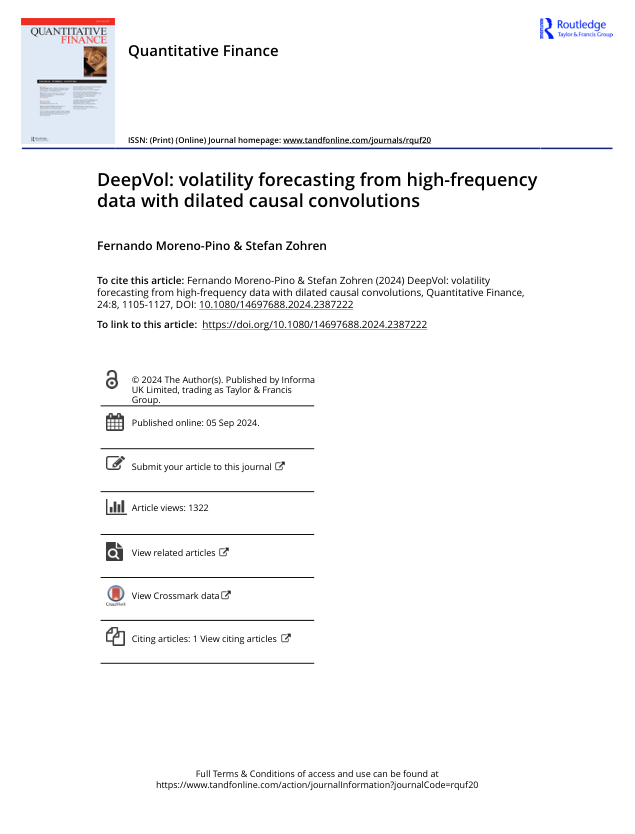 QUANTITATIVE
FINANCE
Routledge
Taylor & Francis Group
Quantitative Finance
ISSN: (Print) (Online) Journal homepage: www.tandfonline.com/journals/rquf20
DeepVol: volatility forecasting from high-frequency
data with dilated causal convolutions
Fernando Moreno-Pino & Stefan Zohren
To cite this article: Fernando Moreno-Pino & Stefan Zohren (2024) DeepVol: volatility
forecasting from high-frequency data with dilated causal convolutions, Quantitative Finance,
24:8, 1105-1127, DOI: 10.1080/14697688.2024.2387222
To link to this article: https://doi.org/10.1080/14697688.2024.2387222
© 2024 The Author(s). Published by Informa
UK Limited, trading as Taylor & Francis
Group.
Published online: 05 Sep 2024.
Submit your article to this journal
Article views: 1322
View related articles
View Crossmark data
CrossMark
Citing articles: 1 View citing articles
Full Terms & Conditions of access and use can be found at
https://www.tandfonline.com/action/journalInformation?journalCode=rquf20